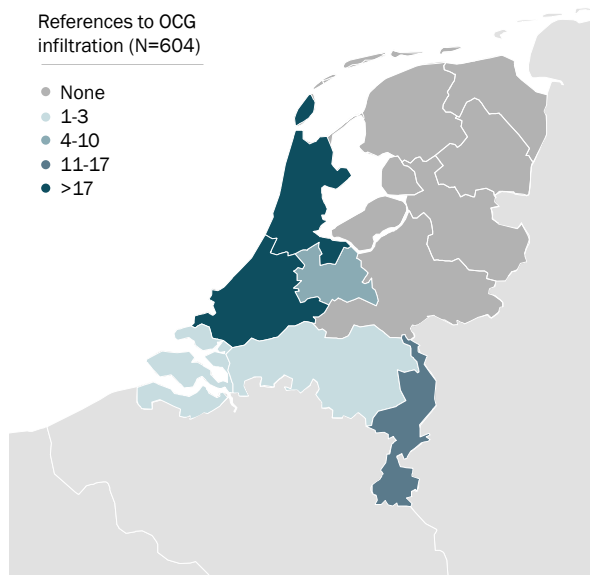 References to OCG
infiltration (N=604)
None
1-3
4-10
11-17
>17